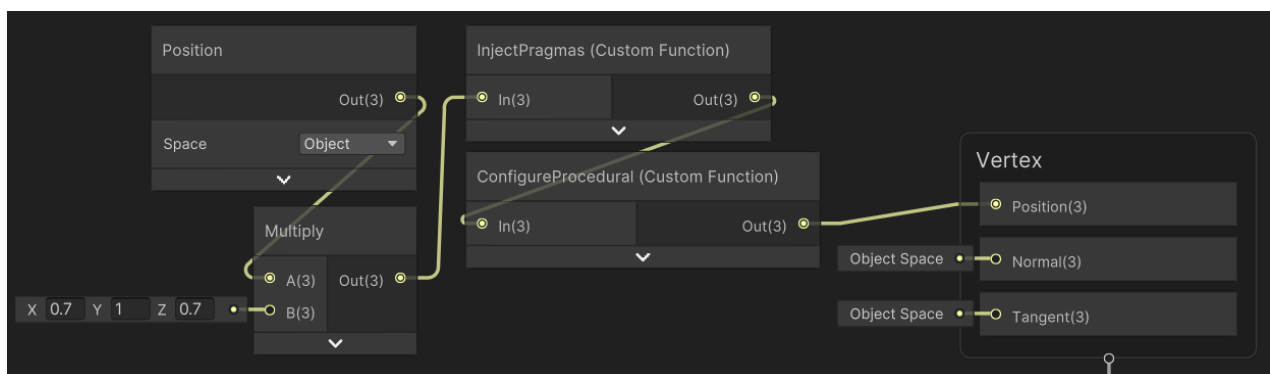 Position
Out(3)
Space Object
Multiply
A(3) Out(3)
X 0.7 Y 1 Z 0.7 B(3)
InjectPragmas (Custom Function)
In(3) Out(3)
ConfigureProcedural (Custom Function)
In(3) Out(3)
Vertex
Position(3)
Object Space Normal(3)
Object Space Tangent(3)